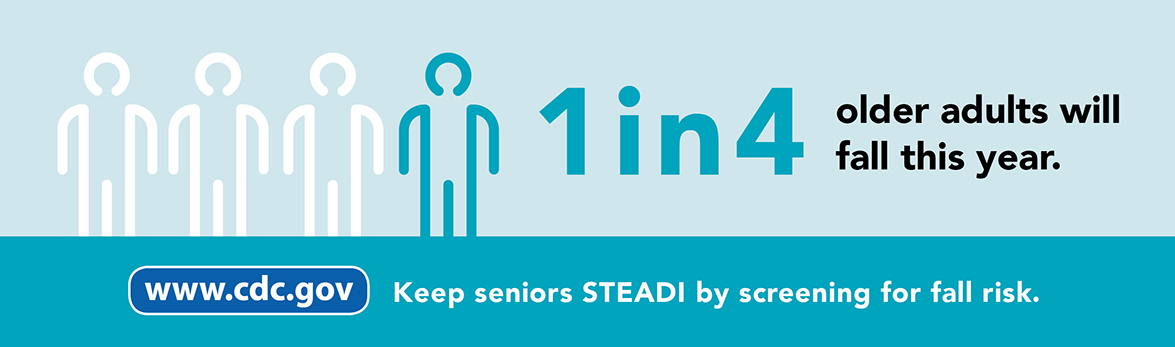 1 in 4
older adults will
fall this year.
www.cdc.gov
Keep seniors STEADI by screening for fall risk.